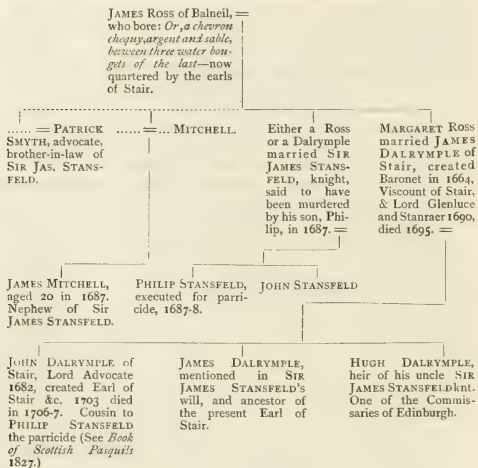 JAMES ROSS of Balneil, =
who bore: Or, a chevron
chequy, argent and sable,
between three water bou-
gets of the last—now
quartered by the earls
of Stair.
...... = PATRICK
SMYTH, advocate,
brother-in-law of
SIR JAS. STANS-
FELD.
......=... MITCHELL.
Either a Ross
or a Dalrymple
married SIR
JAMES STANS-
FELD, knight,
said to have
been murdered
by his son, Phi-
lip, in 1687. =
MARGARET ROSS
married JAMES
DALRYMPLE of
Stair, created
Baronet in 1664,
Viscount of Stair,
& Lord Glenluce
and Stanraer 1690,
died 1695. =
JAMES MITCHELL,
aged 20 in 1687.
Nephew of Sir
JAMES STANSFELD.
PHILIP STANSFELD,
executed for parri-
cide, 1687-8.
JOHN STANSFELD
JOHN DALRYMPLE of
Stair, Lord Advocate
1682, created Earl of
Stair &c. 1703 died
in 1706-7. Cousin to
PHILIP STANSFELD
the parricide (See Book
of Scottish Pasquils
1827.)
JAMES DALRYMPLE,
mentioned in SIR
JAMES STANSFELD'S
will, and ancestor of
the present Earl of
Stair.
HUGH DALRYMPLE,
heir of his uncle SIR
JAMES STANSFELD knt.
One of the Commis-
saries of Edinburgh.